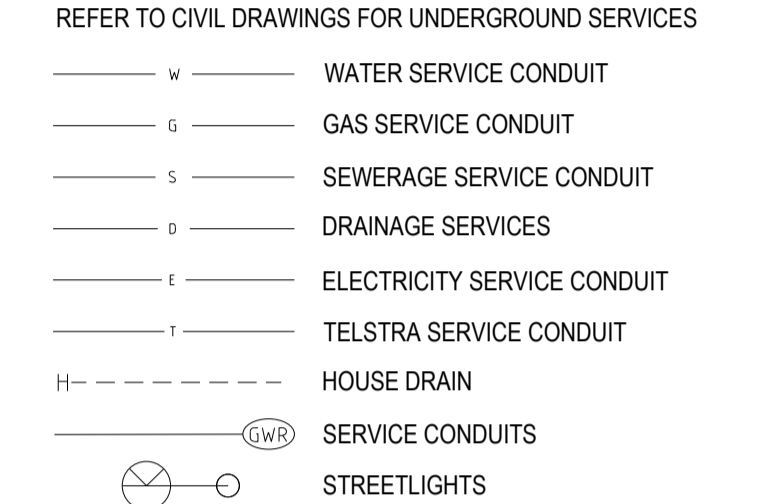 REFER TO CIVIL DRAWINGS FOR UNDERGROUND SERVICES
W WATER SERVICE CONDUIT
G GAS SERVICE CONDUIT
S SEWERAGE SERVICE CONDUIT
D DRAINAGE SERVICES
E ELECTRICITY SERVICE CONDUIT
T TELSTRA SERVICE CONDUIT
H HOUSE DRAIN
GWR SERVICE CONDUITS
STREETLIGHTS